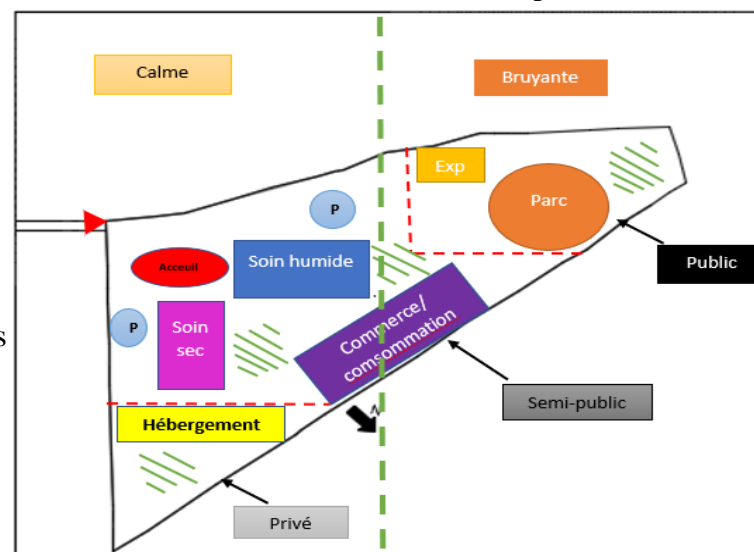 Calme
Bruyante
Exp
Parc
P
Acceuil
Soin humide
Public
P
Soin
sec
Commerce/
comsommation
s
Semi-public
Hébergement
N
Privé